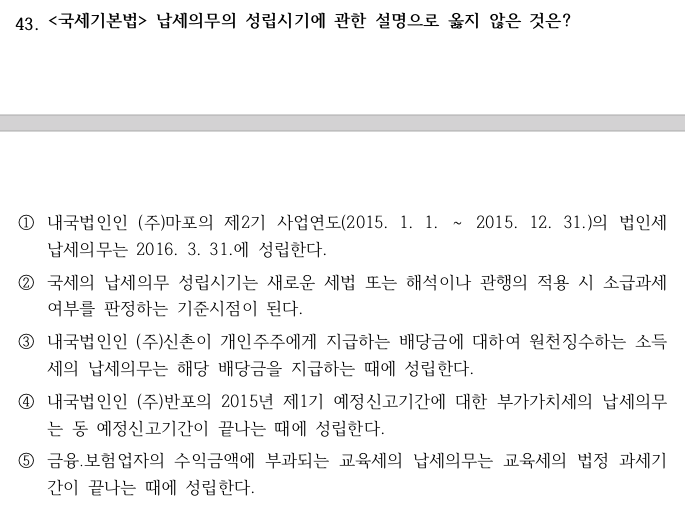 43. <국세기본법> 납세의무의 성립시기에 관한 설명으로 옳지 않은 것은?
① 내국법인인 (주)마포의 제2기 사업연도(2015. 1. 1. ~ 2015. 12. 31.)의 법인세
납세의무는 2016. 3. 31.에 성립한다.
② 국세의 납세의무 성립시기는 새로운 세법 또는 해석이나 관행의 적용 시 소급과세
여부를 판정하는 기준시점이 된다.
③ 내국법인인 (주)신촌이 개인주주에게 지급하는 배당금에 대하여 원천징수하는 소득
세의 납세의무는 해당 배당금을 지급하는 때에 성립한다.
④ 내국법인인 (주)반포의 2015년 제1기 예정신고기간에 대한 부가가치세의 납세의무
는 동 예정신고기간이 끝나는 때에 성립한다.
⑤ 금융.보험업자의 수익금액에 부과되는 교육세의 납세의무는 교육세의 법정 과세기
간이 끝나는 때에 성립한다.